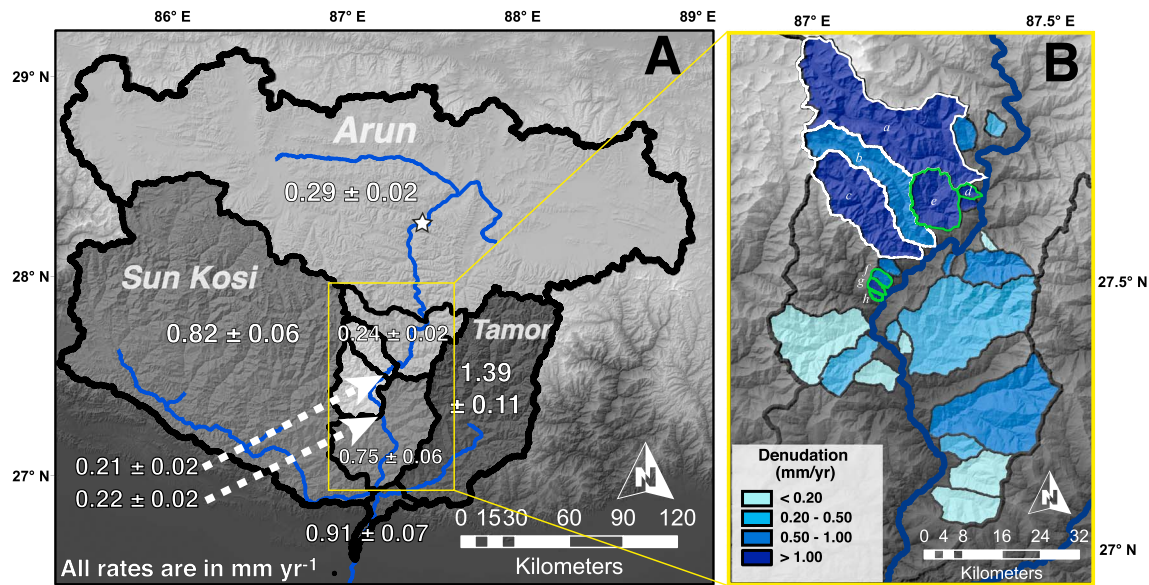 86° E 87° E 88° E 89° E
29° N
28° N
27° N
A
Arun
0.29 ± 0.02
Sun Kosi
0.82 ± 0.06
0.24 ± 0.02
Tamor
1.39
± 0.11
0.21 ± 0.02
0.22 ± 0.02
0.75 ± 0.06
0.91 ± 0.07
N
0 15 30 60 90 120
Kilometers
All rates are in mm yr-1
87° E 87.5° E
B
a
b
c
d
e
f
g
h
27.5° N
27° N
Denudation
(mm/yr)
< 0.20
0.20 - 0.50
0.50 - 1.00
> 1.00
N
0 4 8 16 24 32
Kilometers